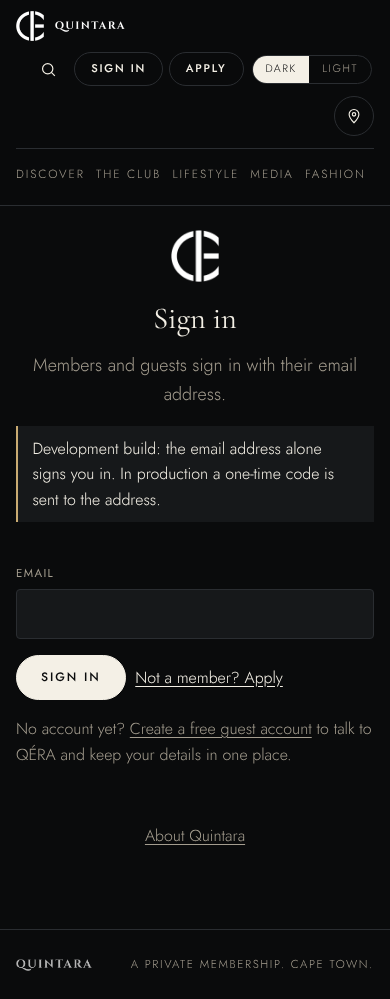 QUINTARA
SIGN IN
APPLY
DARK
LIGHT
DISCOVER THE CLUB LIFESTYLE MEDIA FASHION
Sign in
Members and guests sign in with their email
address.
Development build: the email address alone
signs you in. In production a one-time code is
sent to the address.
EMAIL
SIGN IN
Not a member? Apply
No account yet? Create a free guest account to talk to
QÉRA and keep your details in one place.
About Quintara
QUINTARA
A PRIVATE MEMBERSHIP. CAPE TOWN.